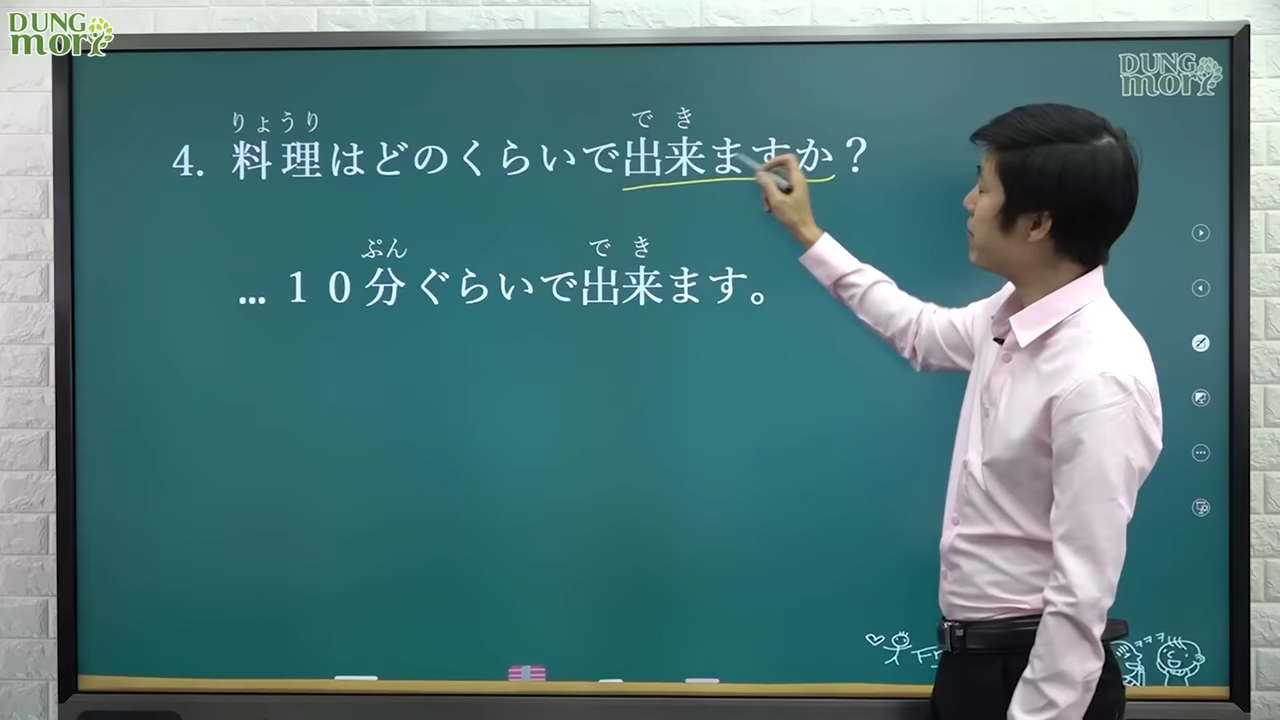 DUNG
mori
DUNG
mori
りょうり でき
4. 料理はどのくらいで出来ますか？
ぷん でき
... １０分ぐらいで出来ます。